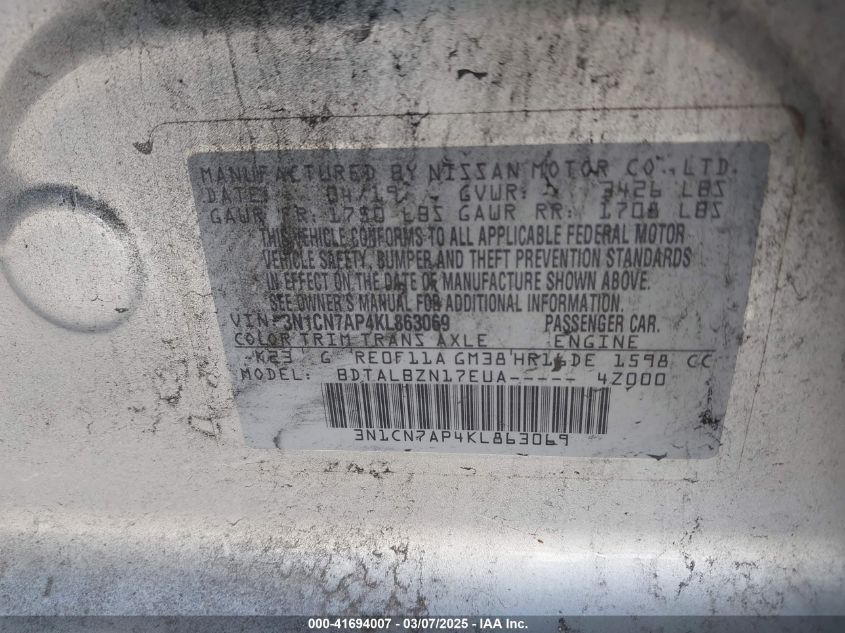 MANUFACTURED BY NISSAN MOTOR CO., LTD.
DATE: 04/19 GVWR: 3426 LBS
GAWR FR: 1750 LBS GAWR RR: 1708 LBS
THIS VEHICLE CONFORMS TO ALL APPLICABLE FEDERAL MOTOR
VEHICLE SAFETY, BUMPER AND THEFT PREVENTION STANDARDS
IN EFFECT ON THE DATE OF MANUFACTURE SHOWN ABOVE.
SEE OWNER'S MANUAL FOR ADDITIONAL INFORMATION.
VIN: 3N1CN7AP4KL863069 PASSENGER CAR.
COLOR TRIM TRANS AXLE ENGINE
K23 G RE0F11A GM38 HR16DE 1598 CC
MODEL: BDTALBZN17EUA----- 4Z000
3N1CN7AP4KL863069
000-41694007 — 03/07/2025 — IAA Inc.